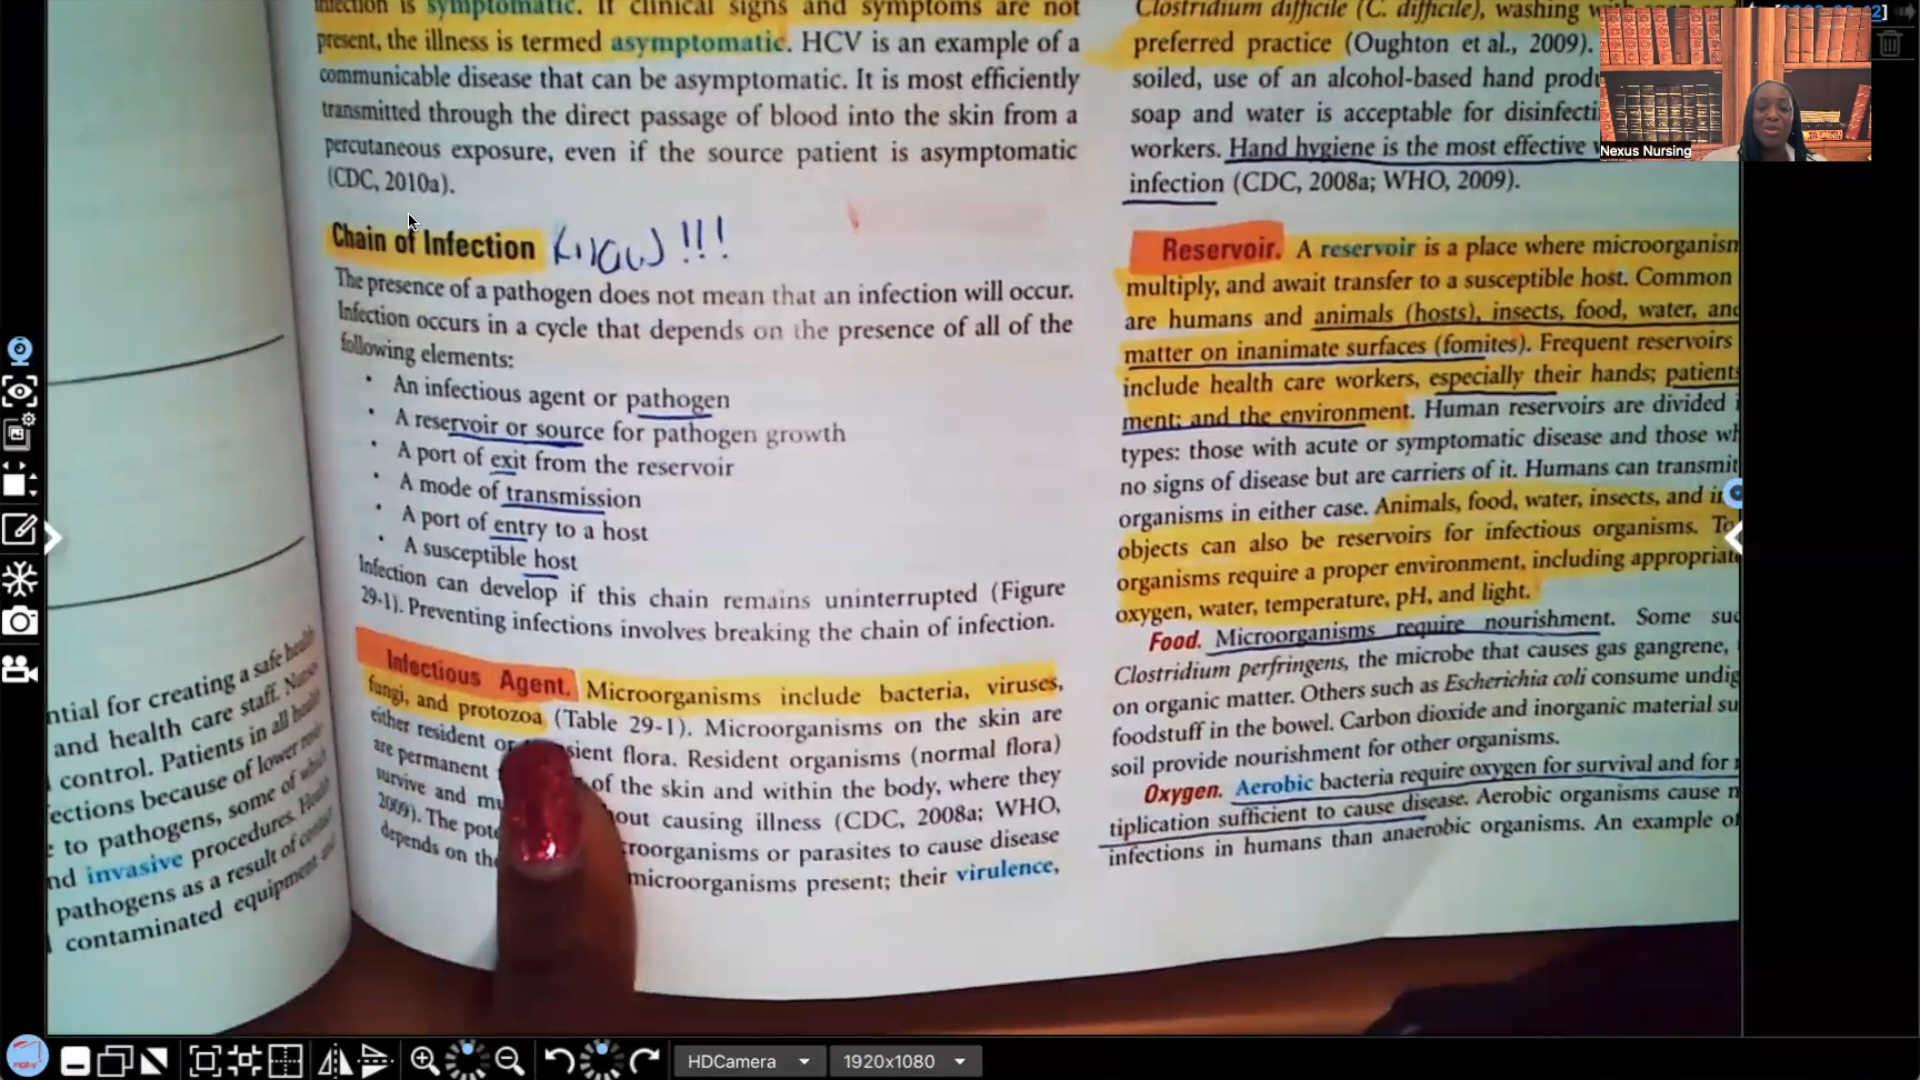 infection is symptomatic. If clinical signs and symptoms are not
present, the illness is termed asymptomatic. HCV is an example of a
communicable disease that can be asymptomatic. It is most efficiently
transmitted through the direct passage of blood into the skin from a
percutaneous exposure, even if the source patient is asymptomatic
(CDC, 2010a).
Chain of Infection Know!!!
The presence of a pathogen does not mean that an infection will occur.
Infection occurs in a cycle that depends on the presence of all of the
following elements:
• An infectious agent or pathogen
• A reservoir or source for pathogen growth
• A port of exit from the reservoir
• A mode of transmission
• A port of entry to a host
• A susceptible host
Infection can develop if this chain remains uninterrupted (Figure
29-1). Preventing infections involves breaking the chain of infection.
Infectious Agent. Microorganisms include bacteria, viruses,
fungi, and protozoa (Table 29-1). Microorganisms on the skin are
either resident or sient flora. Resident organisms (normal flora)
are permanent of the skin and within the body, where they
survive and mu out causing illness (CDC, 2008a; WHO,
2009). The pote roorganisms or parasites to cause disease
depends on the microorganisms present; their virulence,
Clostridium difficile (C. difficile), washing
preferred practice (Oughton et al., 2009).
soiled, use of an alcohol-based hand prod
soap and water is acceptable for disinfecti
workers. Hand hygiene is the most effective
infection (CDC, 2008a; WHO, 2009).
Reservoir. A reservoir is a place where microorganism
multiply, and await transfer to a susceptible host. Common
are humans and animals (hosts), insects, food, water, and
matter on inanimate surfaces (fomites). Frequent reservoirs
include health care workers, especially their hands; patients
ment; and the environment. Human reservoirs are divided
types: those with acute or symptomatic disease and those wh
no signs of disease but are carriers of it. Humans can transmit
organisms in either case. Animals, food, water, insects, and in
objects can also be reservoirs for infectious organisms. To
organisms require a proper environment, including appropriate
oxygen, water, temperature, pH, and light.
Food. Microorganisms require nourishment. Some suc
Clostridium perfringens, the microbe that causes gas gangrene,
on organic matter. Others such as Escherichia coli consume undig
foodstuff in the bowel. Carbon dioxide and inorganic material su
soil provide nourishment for other organisms.
Oxygen. Aerobic bacteria require oxygen for survival and for
tiplication sufficient to cause disease. Aerobic organisms cause m
infections in humans than anaerobic organisms. An example o
ntial for creating a safe health
and health care staff. Nurses
control. Patients in all health
ections because of lower
to pathogens, some of which
nd invasive procedures. Health
pathogens as a result of contact
contaminated equipment and
Nexus Nursing
HDCamera
1920x1080